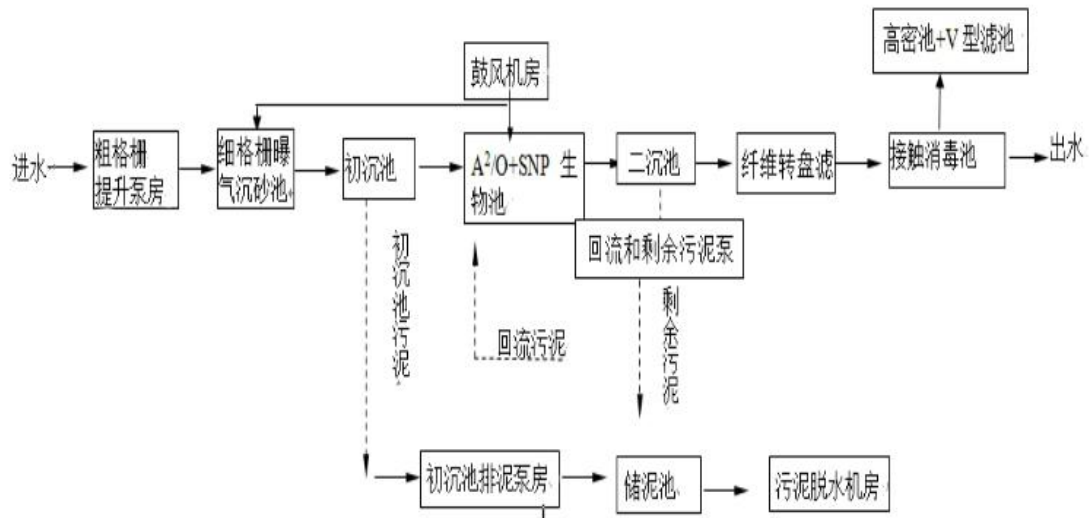 高密池+V 型滤池
鼓风机房
进水
粗格栅
提升泵房
细格栅曝
气沉砂池
初沉池
A²/O+SNP 生
物池
二沉池
纤维转盘滤
接触消毒池
出水
回流和剩余污泥泵
初沉池污泥
回流污泥
剩余污泥
初沉池排泥泵房
储泥池
污泥脱水机房